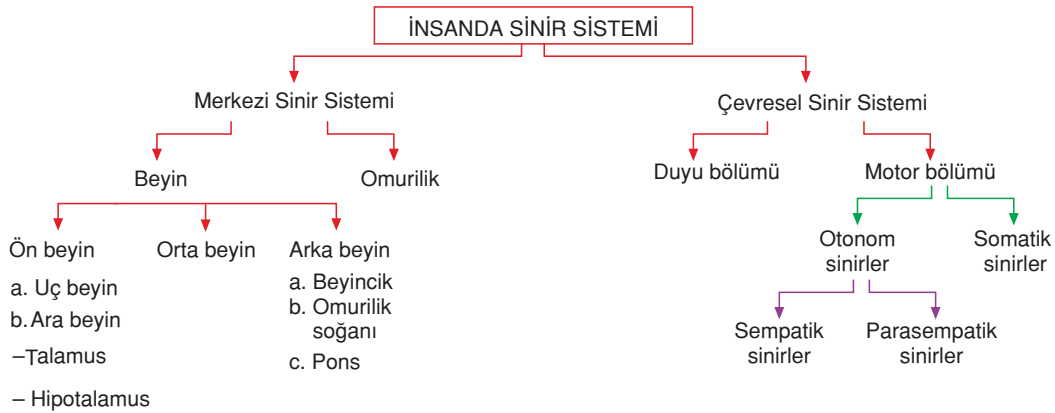 İNSANDA SİNİR SİSTEMİ
Merkezi Sinir Sistemi
Çevresel Sinir Sistemi
Beyin
Omurilik
Duyu bölümü
Motor bölümü
Ön beyin
Orta beyin
Arka beyin
a. Uç beyin
b. Ara beyin
–Talamus
– Hipotalamus
a. Beyincik
b. Omurilik
soğanı
c. Pons
Otonom
sinirler
Somatik
sinirler
Sempatik
sinirler
Parasempatik
sinirler